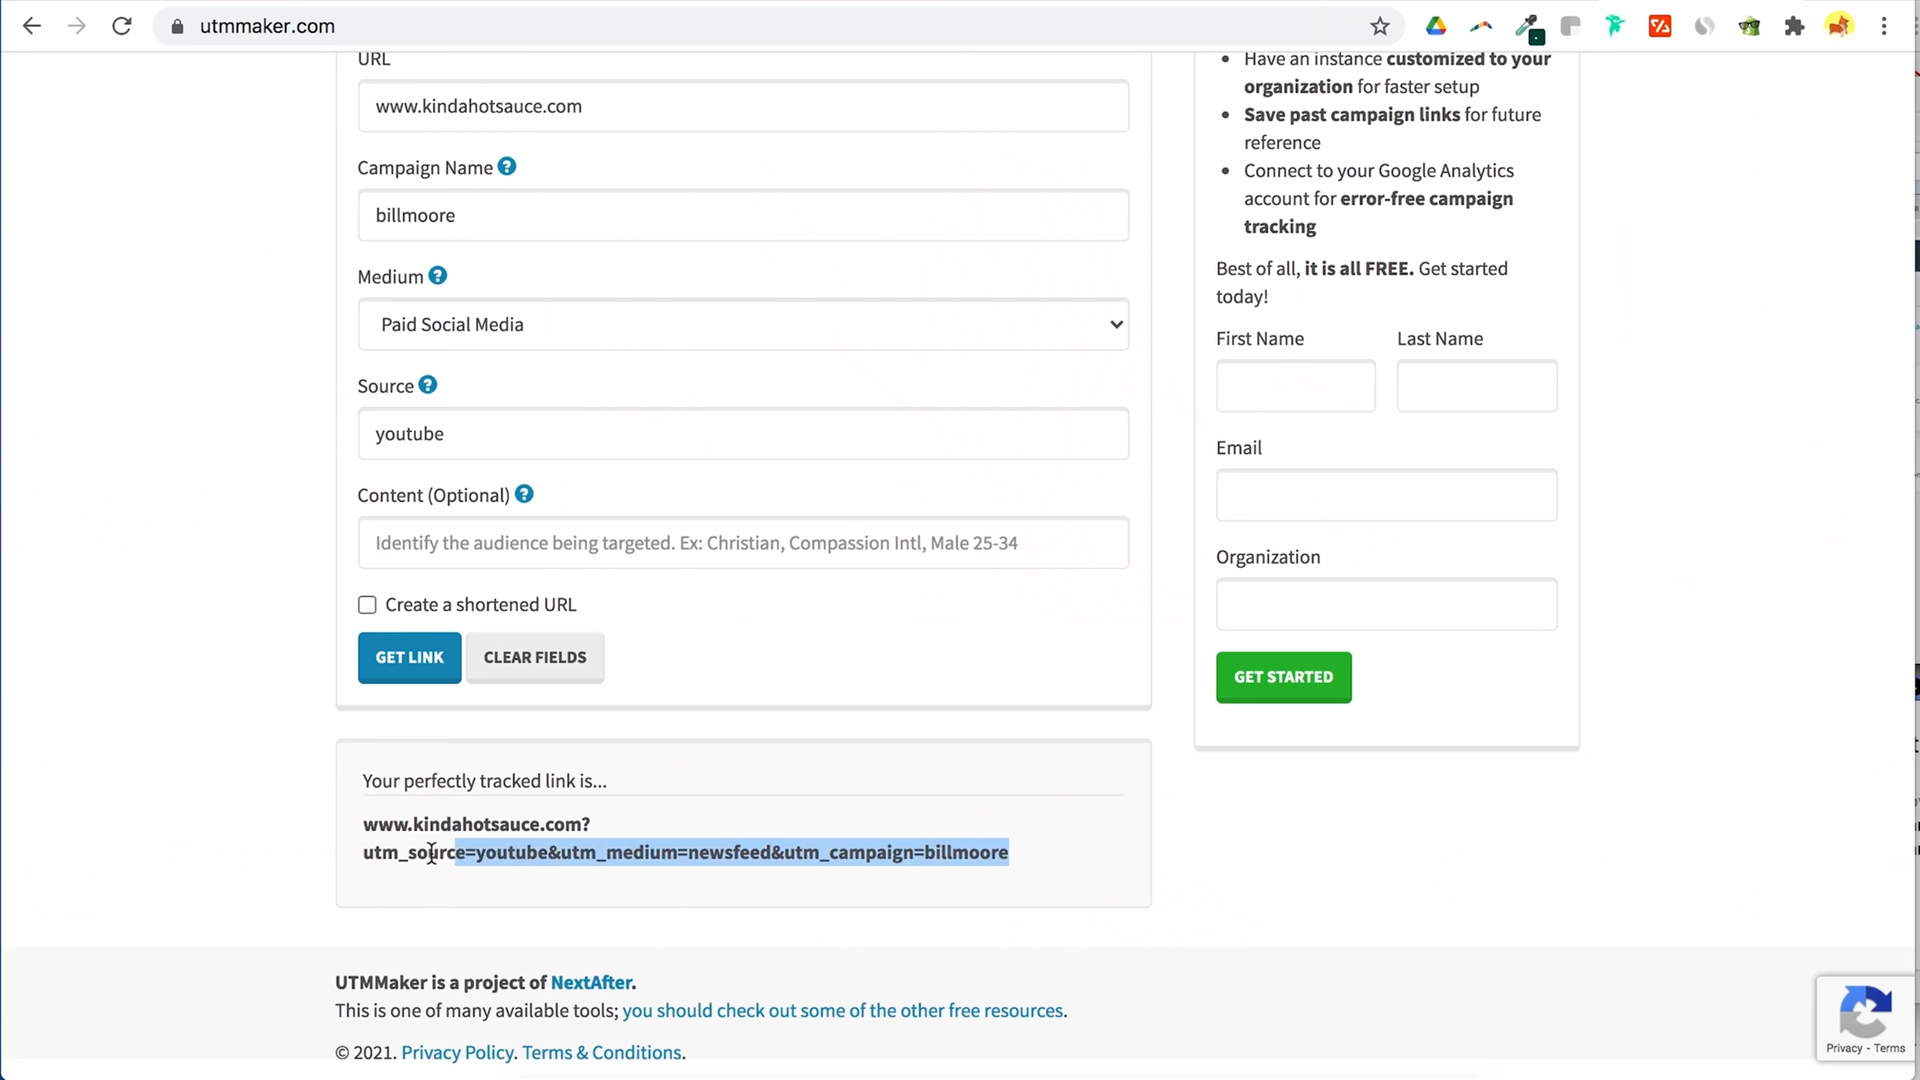 utmmaker.com
URL
www.kindahotsauce.com
Campaign Name ?
billmoore
Medium ?
Paid Social Media
Source ?
youtube
Content (Optional) ?
Identify the audience being targeted. Ex: Christian, Compassion Intl, Male 25-34
Create a shortened URL
GET LINK
CLEAR FIELDS
Your perfectly tracked link is...
www.kindahotsauce.com?
utm_source=youtube&utm_medium=newsfeed&utm_campaign=billmoore
Have an instance customized to your
organization for faster setup
Save past campaign links for future
reference
Connect to your Google Analytics
account for error-free campaign
tracking
Best of all, it is all FREE. Get started
today!
First Name
Last Name
Email
Organization
GET STARTED
UTMMaker is a project of NextAfter.
This is one of many available tools; you should check out some of the other free resources.
© 2021. Privacy Policy. Terms & Conditions.
Privacy - Terms